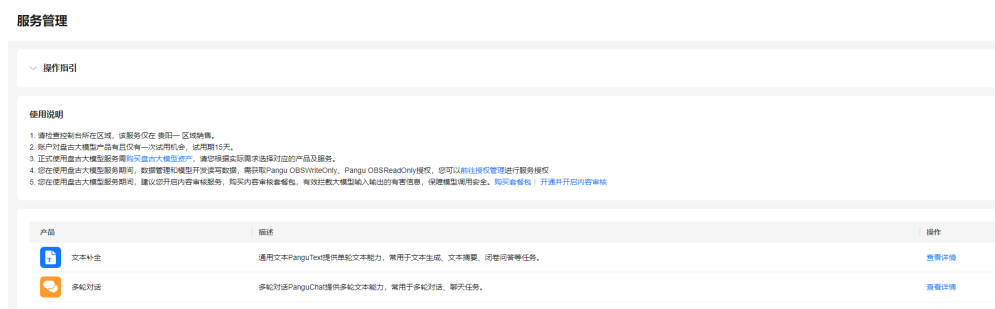 服务管理
操作指引
使用说明
1. 请检查控制台所在区域，该服务仅在 贵阳一 区域销售。
2. 账户对盘古大模型产品有且仅有一次试用机会，试用期15天。
3. 正式使用盘古大模型服务需购买盘古大模型资产，请您根据实际需求选择对应的产品及服务。
4. 您在使用盘古大模型服务期间，数据管理和模型开发读写数据，需获取Pangu OBSWriteOnly、Pangu OBSReadOnly授权，您可以前往授权管理进行服务授权
5. 您在使用盘古大模型服务期间，建议您开启内容审核服务，购买内容审核套餐包，有效拦截大模型输入输出的有害信息，保障模型调用安全。购买套餐包 | 开通并开启内容审核
产品 描述 操作
文本补全 通用文本PanguText提供单轮文本能力，常用于文本生成、文本摘要、闭卷问答等任务。 查看详情
多轮对话 多轮对话PanguChat提供多轮文本能力，常用于多轮对话、聊天任务。 查看详情